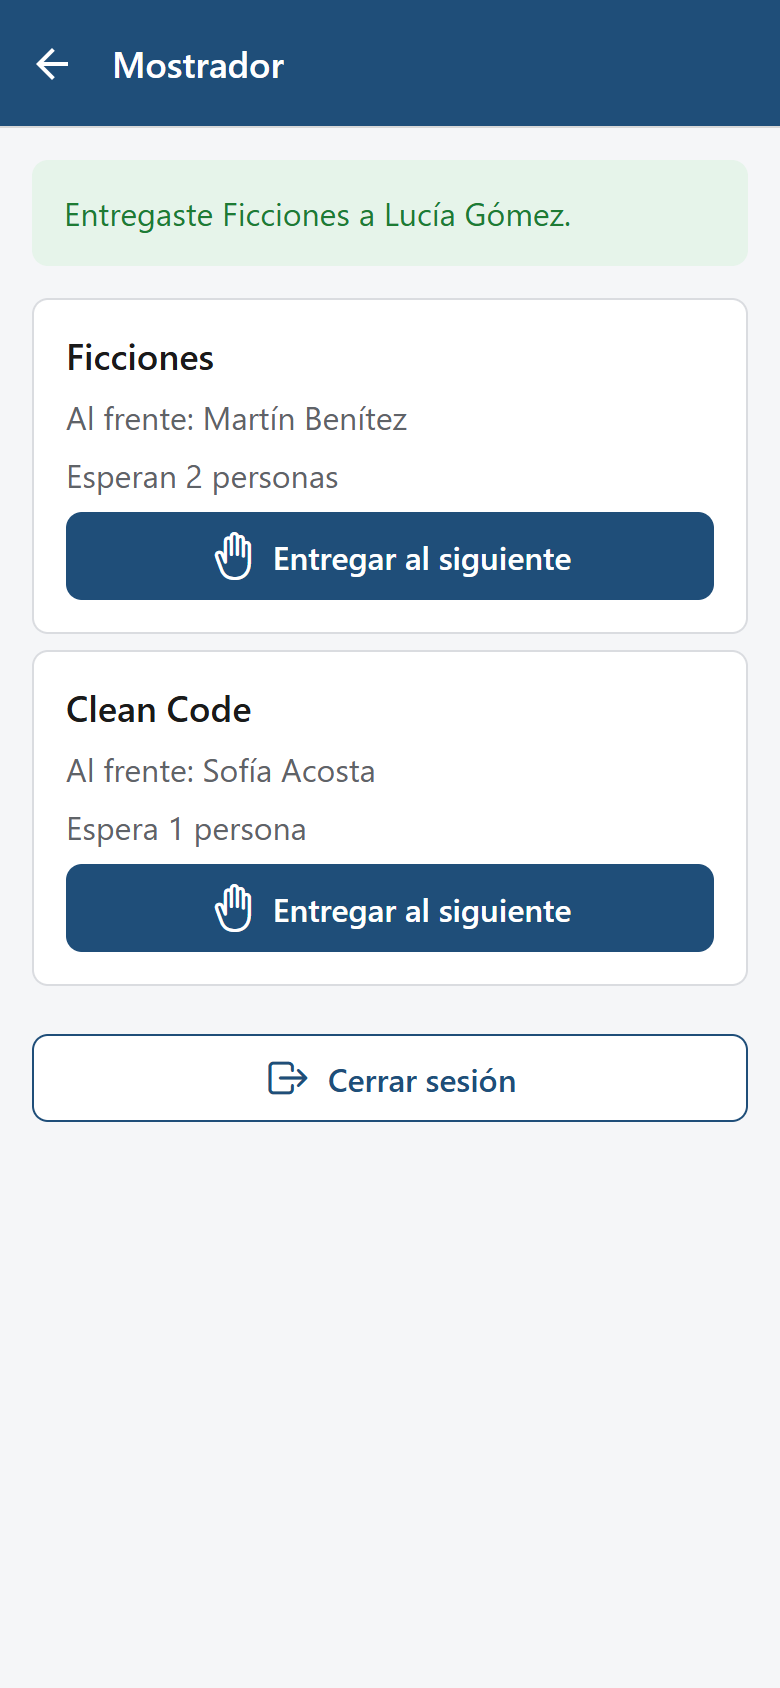 Mostrador
Entregaste Ficciones a Lucía Gómez.
Ficciones
Al frente: Martín Benítez
Esperan 2 personas
Entregar al siguiente
Clean Code
Al frente: Sofía Acosta
Espera 1 persona
Entregar al siguiente
Cerrar sesión